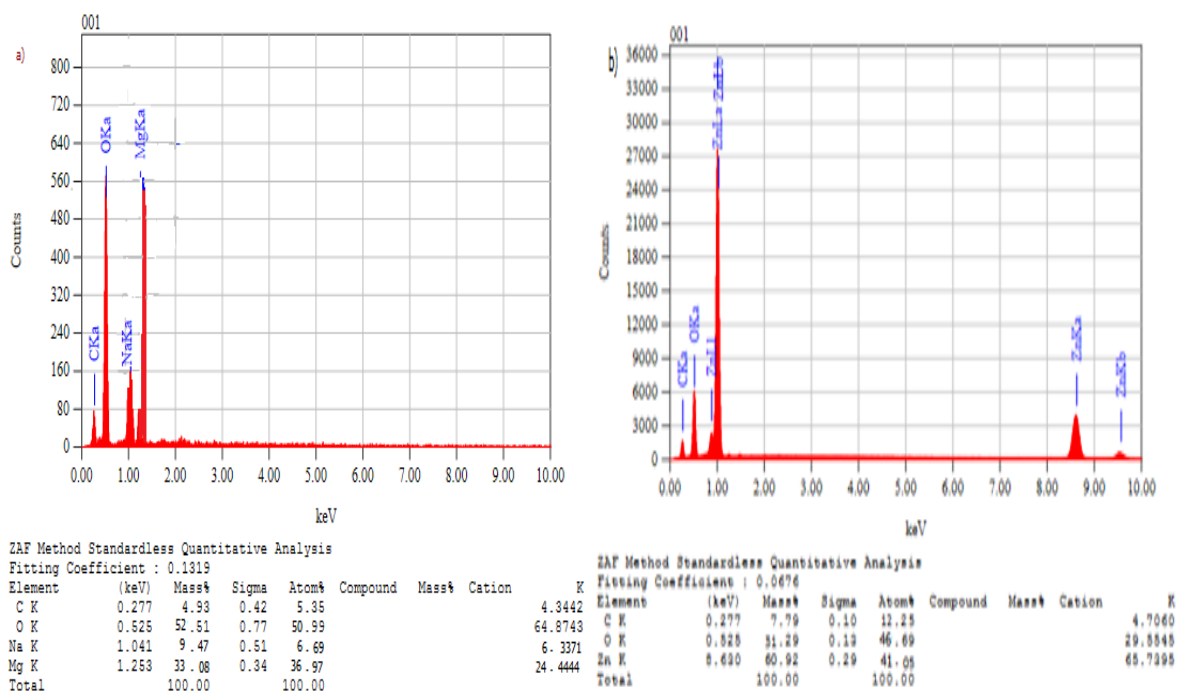 001
a)
800
720
640
560
480
400
320
240
160
80
0
Counts
CKa
OKa
NaKa
MgKa
0.00 1.00 2.00 3.00 4.00 5.00 6.00 7.00 8.00 9.00 10.00
keV
ZAF Method Standardless Quantitative Analysis
Fitting Coefficient : 0.1319
Element (keV) Mass% Sigma Atom% Compound Mass% Cation K
C K 0.277 4.93 0.42 5.35 4.3442
O K 0.525 52.51 0.77 50.99 64.8743
Na K 1.041 9.47 0.51 6.69 6.3371
Mg K 1.253 33.08 0.34 36.97 24.4444
Total 100.00 100.00
001
b)
36000
33000
30000
27000
24000
21000
18000
15000
12000
9000
6000
3000
0
Counts
CKa
OKa
ZnLl
ZnLa ZnLb
ZnKa
ZnKb
0.00 1.00 2.00 3.00 4.00 5.00 6.00 7.00 8.00 9.00 10.00
keV
ZAF Method Standardless Quantitative Analysis
Fitting Coefficient : 0.0676
Element (keV) Mass% Sigma Atom% Compound Mass% Cation K
C K 0.277 7.79 0.10 12.25 4.7060
O K 0.525 31.29 0.13 46.69 29.5545
Zn K 8.630 60.92 0.29 41.05 65.7395
Total 100.00 100.00